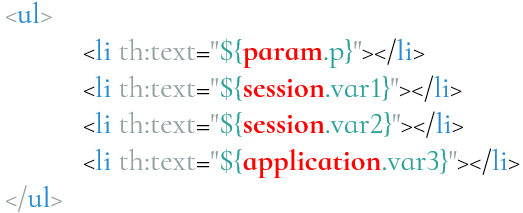 <ul>
<li th:text="${param.p}"></li>
<li th:text="${session.var1}"></li>
<li th:text="${session.var2}"></li>
<li th:text="${application.var3}"></li>
</ul>